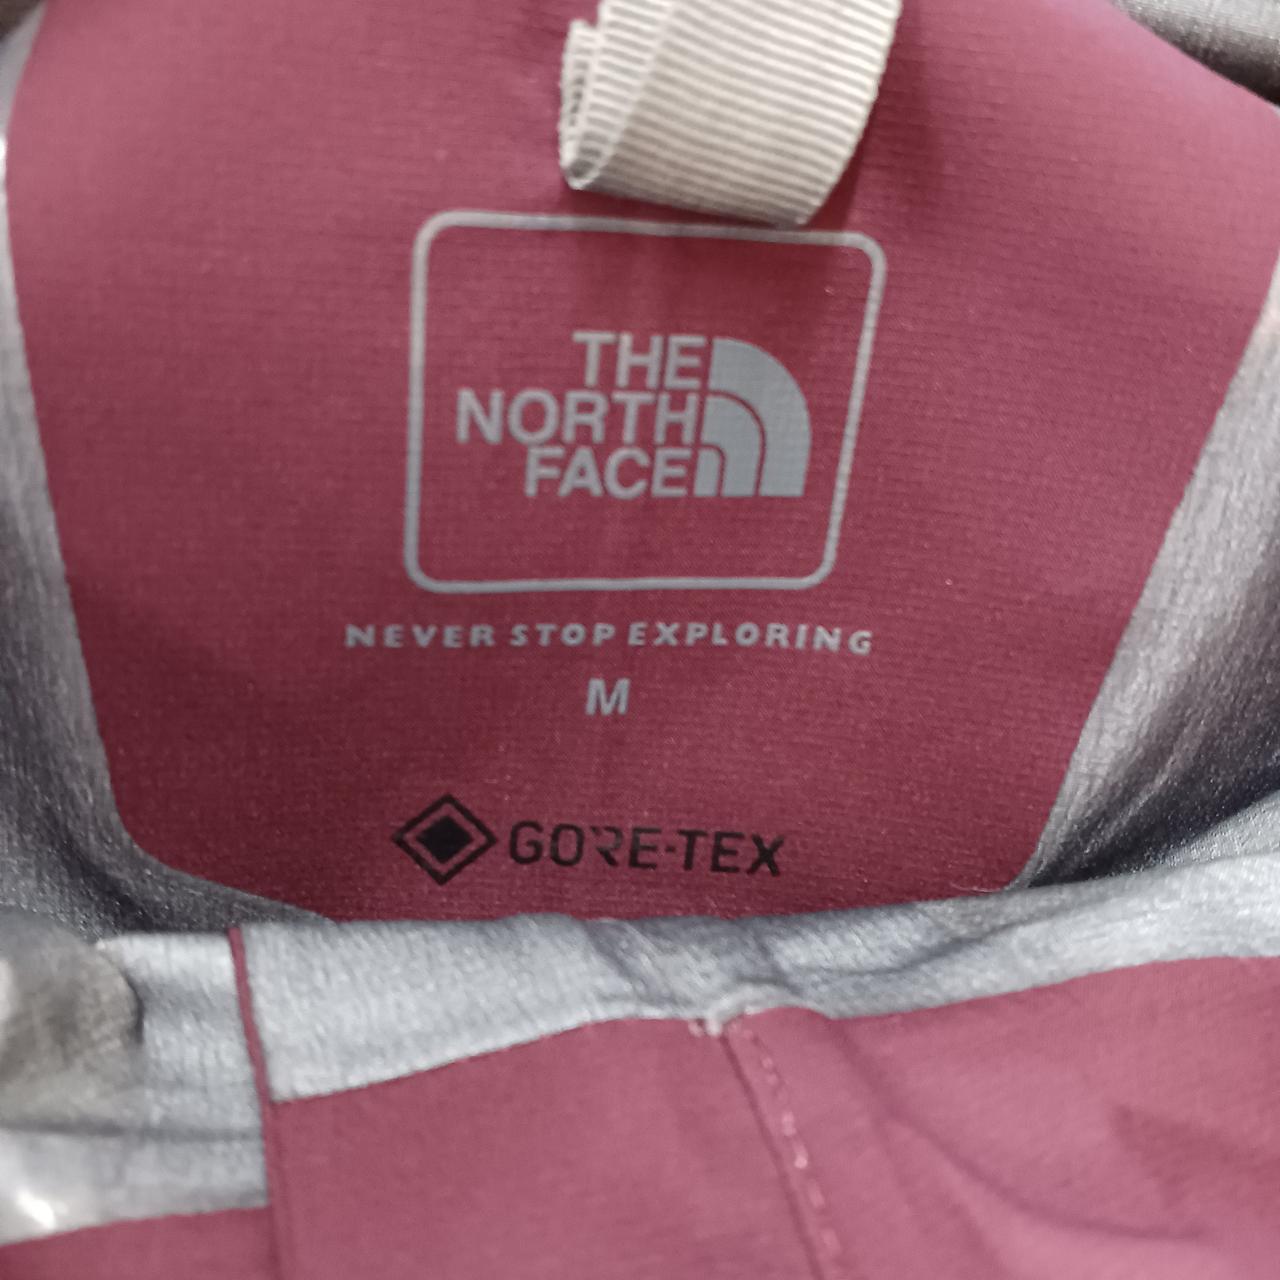 THE
NORTH
FACE
NEVER STOP EXPLORING
M
GORE-TEX